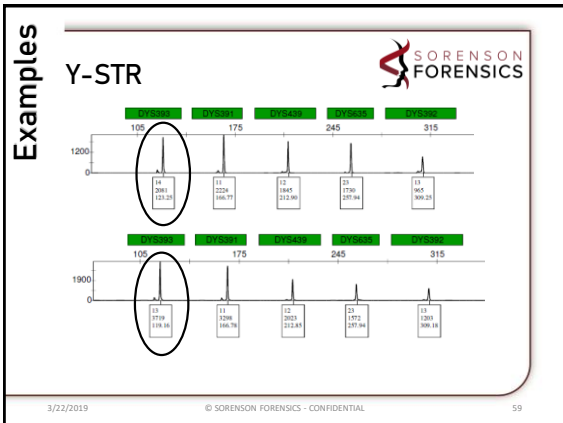 Examples
Y-STR
SORENSON
FORENSICS
DYS393 DYS391 DYS439 DYS635 DYS392
105 175 245 315
1200
0
14 11 12 23 13
2081 2224 1845 1730 965
123.25 166.77 212.90 257.94 309.25
DYS393 DYS391 DYS439 DYS635 DYS392
105 175 245 315
1900
0
13 11 12 23 13
3719 3298 2023 1572 1203
119.16 166.78 212.85 257.94 309.18
3/22/2019 © SORENSON FORENSICS - CONFIDENTIAL 59